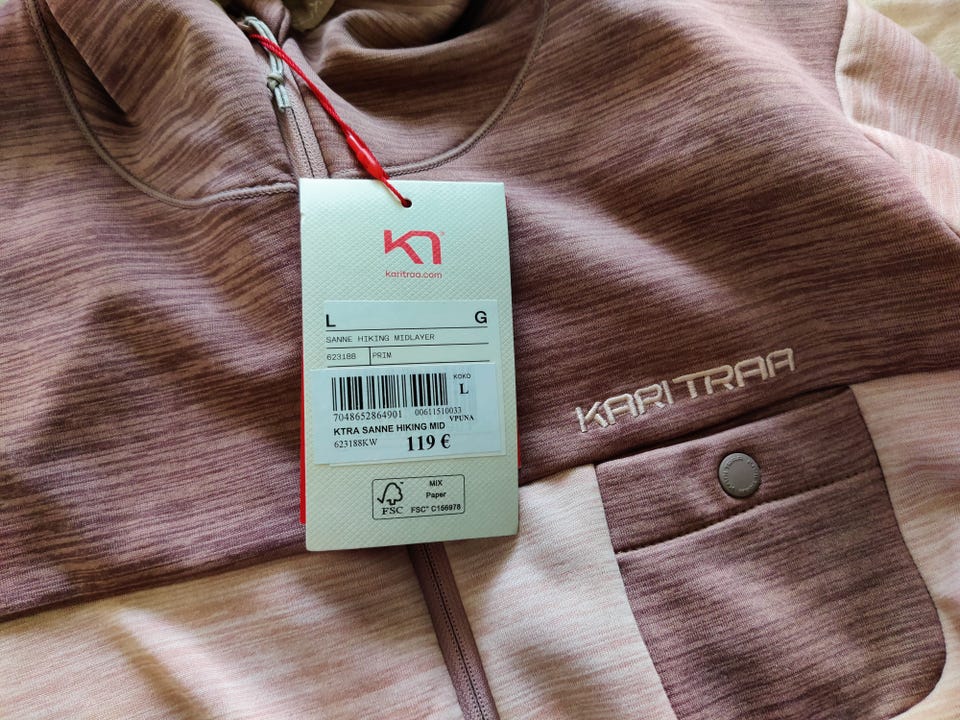 K1
karitraa.com
L G
SANNE HIKING MIDLAYER
623188 PRIM
KOKO
L
7048652864901 00611510033
VPUNA
KTRA SANNE HIKING MID
623188KW 119 €
FSC
MIX
Paper
FSC® C156978
KARI TRAA